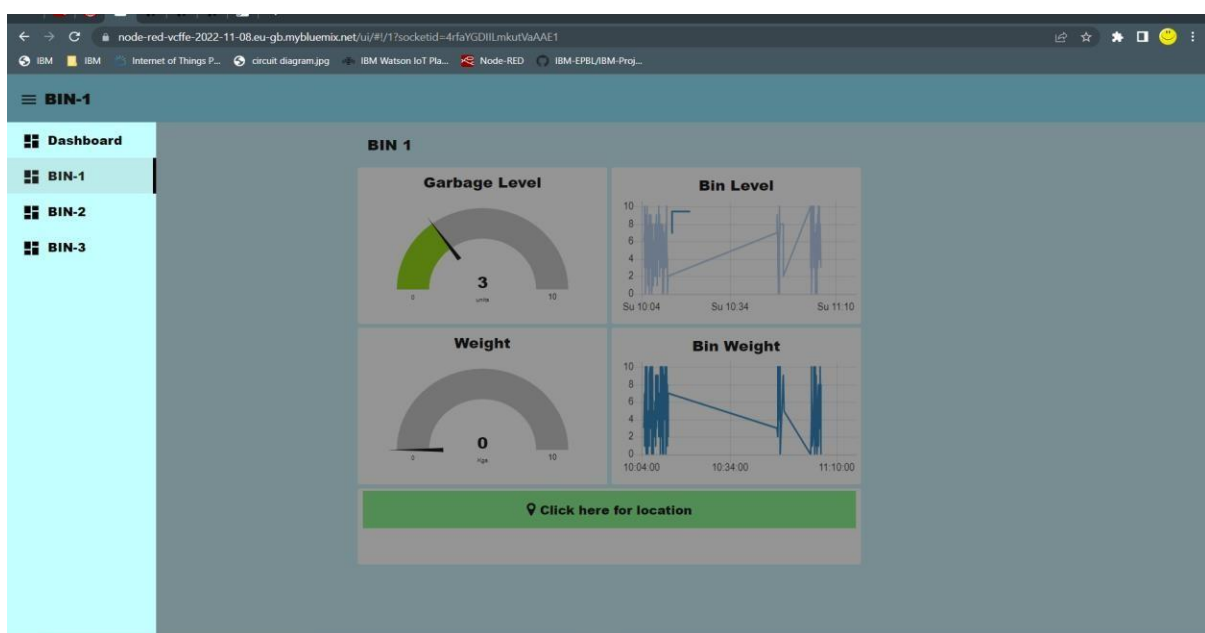 node-red-vcffe-2022-11-08.eu-gb.mybluemix.net/ui/#!/1?socketid=4rfaYGDIILmkutVaAAE1
IBM IBM Internet of Things P... circuit diagram.jpg IBM Watson IoT Pla... Node-RED IBM-EPBL/IBM-Proj...
BIN-1
Dashboard
BIN-1
BIN-2
BIN-3
BIN 1
Garbage Level
3
units
0 10
Bin Level
10
8
6
4
2
0
Su 10:04 Su 10:34 Su 11:10
Weight
0
Kgs
0 10
Bin Weight
10
8
6
4
2
0
10:04:00 10:34:00 11:10:00
Click here for location